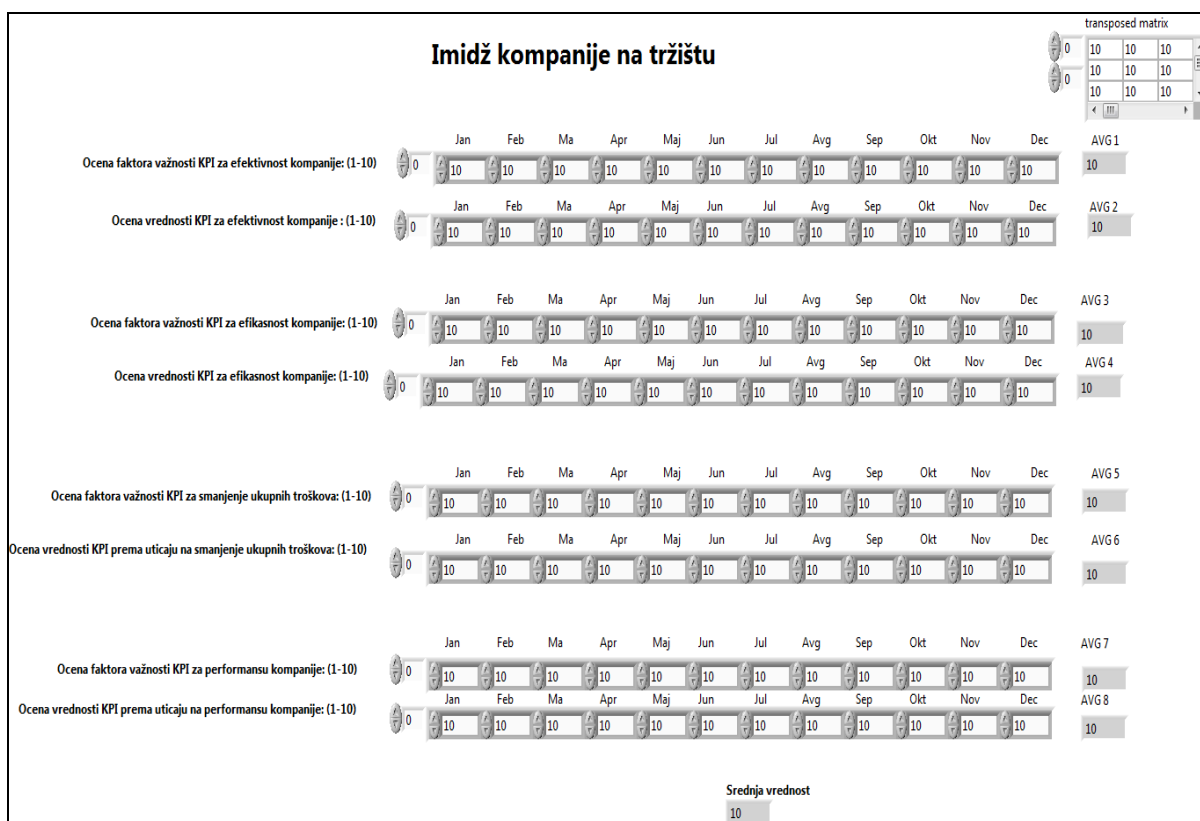 transposed matrix
Imidž kompanije na tržištu
0 10 10 10
10 10 10
0 10 10 10
Jan Feb Ma Apr Maj Jun Jul Avg Sep Okt Nov Dec AVG 1
Ocena faktora važnosti KPI za efektivnost kompanije: (1-10) 0 10 10 10 10 10 10 10 10 10 10 10 10 10
Jan Feb Ma Apr Maj Jun Jul Avg Sep Okt Nov Dec AVG 2
Ocena vrednosti KPI za efektivnost kompanije : (1-10) 0 10 10 10 10 10 10 10 10 10 10 10 10 10
Jan Feb Ma Apr Maj Jun Jul Avg Sep Okt Nov Dec AVG 3
Ocena faktora važnosti KPI za efikasnost kompanije: (1-10) 0 10 10 10 10 10 10 10 10 10 10 10 10 10
Jan Feb Ma Apr Maj Jun Jul Avg Sep Okt Nov Dec AVG 4
Ocena vrednosti KPI za efikasnost kompanije: (1-10) 0 10 10 10 10 10 10 10 10 10 10 10 10 10
Jan Feb Ma Apr Maj Jun Jul Avg Sep Okt Nov Dec AVG 5
Ocena faktora važnosti KPI za smanjenje ukupnih troškova: (1-10) 0 10 10 10 10 10 10 10 10 10 10 10 10 10
Jan Feb Ma Apr Maj Jun Jul Avg Sep Okt Nov Dec AVG 6
Ocena vrednosti KPI prema uticaju na smanjenje ukupnih troškova: (1-10) 0 10 10 10 10 10 10 10 10 10 10 10 10 10
Jan Feb Ma Apr Maj Jun Jul Avg Sep Okt Nov Dec AVG 7
Ocena faktora važnosti KPI za performansu kompanije: (1-10) 0 10 10 10 10 10 10 10 10 10 10 10 10 10
Jan Feb Ma Apr Maj Jun Jul Avg Sep Okt Nov Dec AVG 8
Ocena vrednosti KPI prema uticaju na performansu kompanije: (1-10) 0 10 10 10 10 10 10 10 10 10 10 10 10 10
Srednja vrednost
10